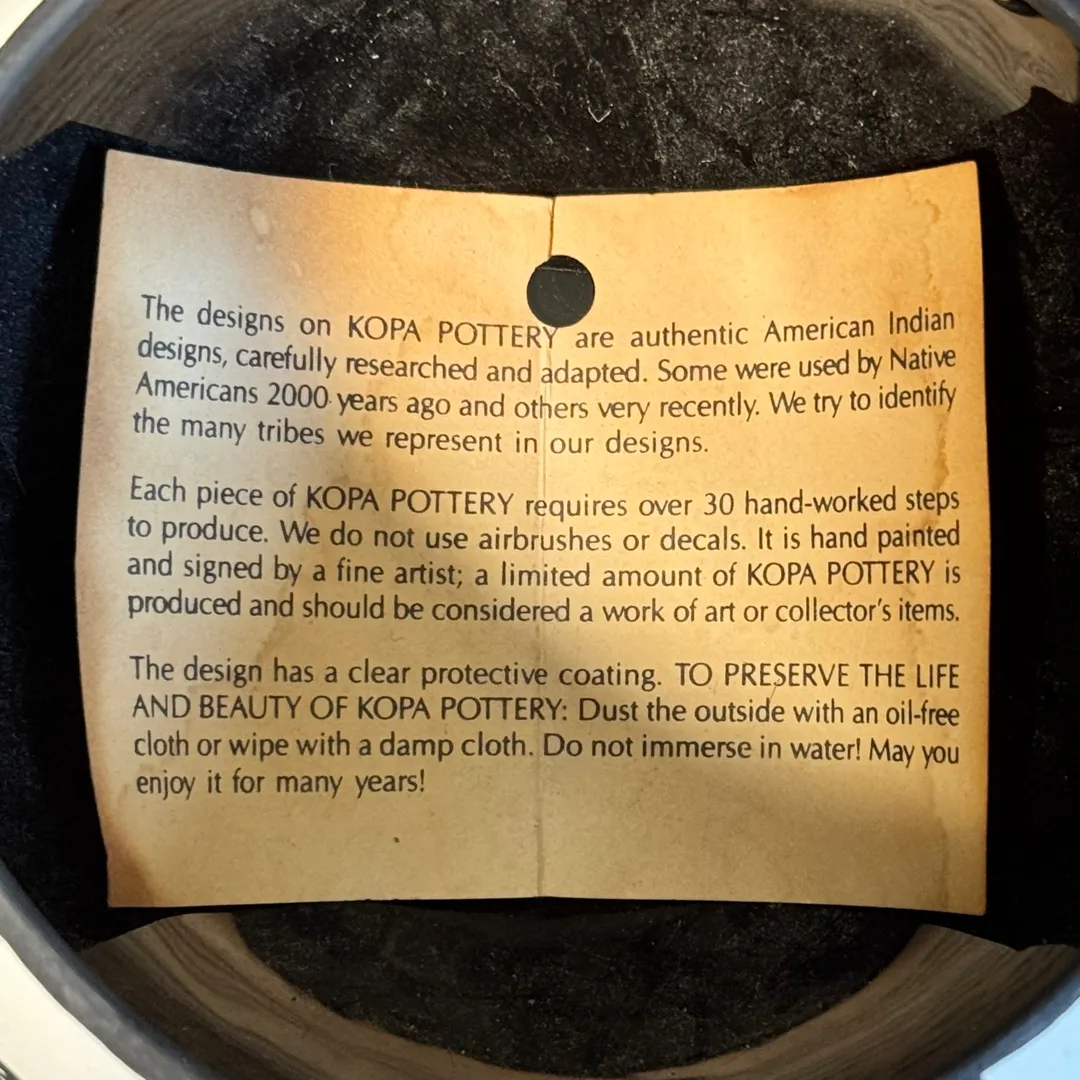 The designs on KOPA POTTERY are authentic American Indian
designs, carefully researched and adapted. Some were used by Native
Americans 2000 years ago and others very recently. We try to identify
the many tribes we represent in our designs.
Each piece of KOPA POTTERY requires over 30 hand-worked steps
to produce. We do not use airbrushes or decals. It is hand painted
and signed by a fine artist; a limited amount of KOPA POTTERY is
produced and should be considered a work of art or collector's items.
The design has a clear protective coating. TO PRESERVE THE LIFE
AND BEAUTY OF KOPA POTTERY: Dust the outside with an oil-free
cloth or wipe with a damp cloth. Do not immerse in water! May you
enjoy it for many years!